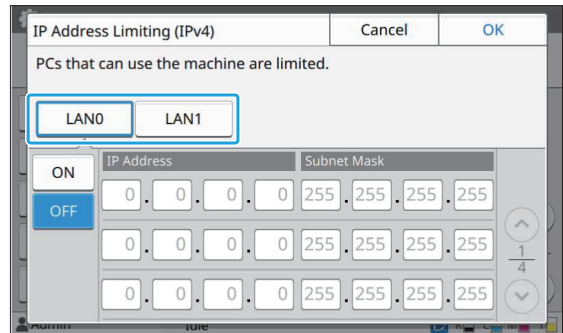 IP Address Limiting (IPv4) Cancel OK
PCs that can use the machine are limited.
LAN0 LAN1
ON IP Address Subnet Mask
OFF 0 . 0 . 0 . 0 255 . 255 . 255 . 255
0 . 0 . 0 . 0 255 . 255 . 255 . 255
1
4
0 . 0 . 0 . 0 255 . 255 . 255 . 255
Admin Idle